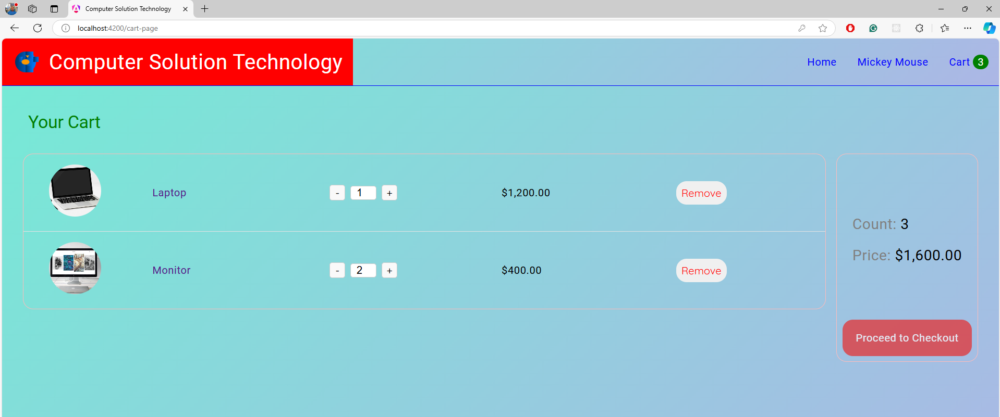 Computer Solution Technology
localhost:4200/cart-page
Computer Solution Technology
Home Mickey Mouse Cart 3
Your Cart
Laptop - 1 + $1,200.00 Remove
Monitor - 2 + $400.00 Remove
Count: 3
Price: $1,600.00
Proceed to Checkout